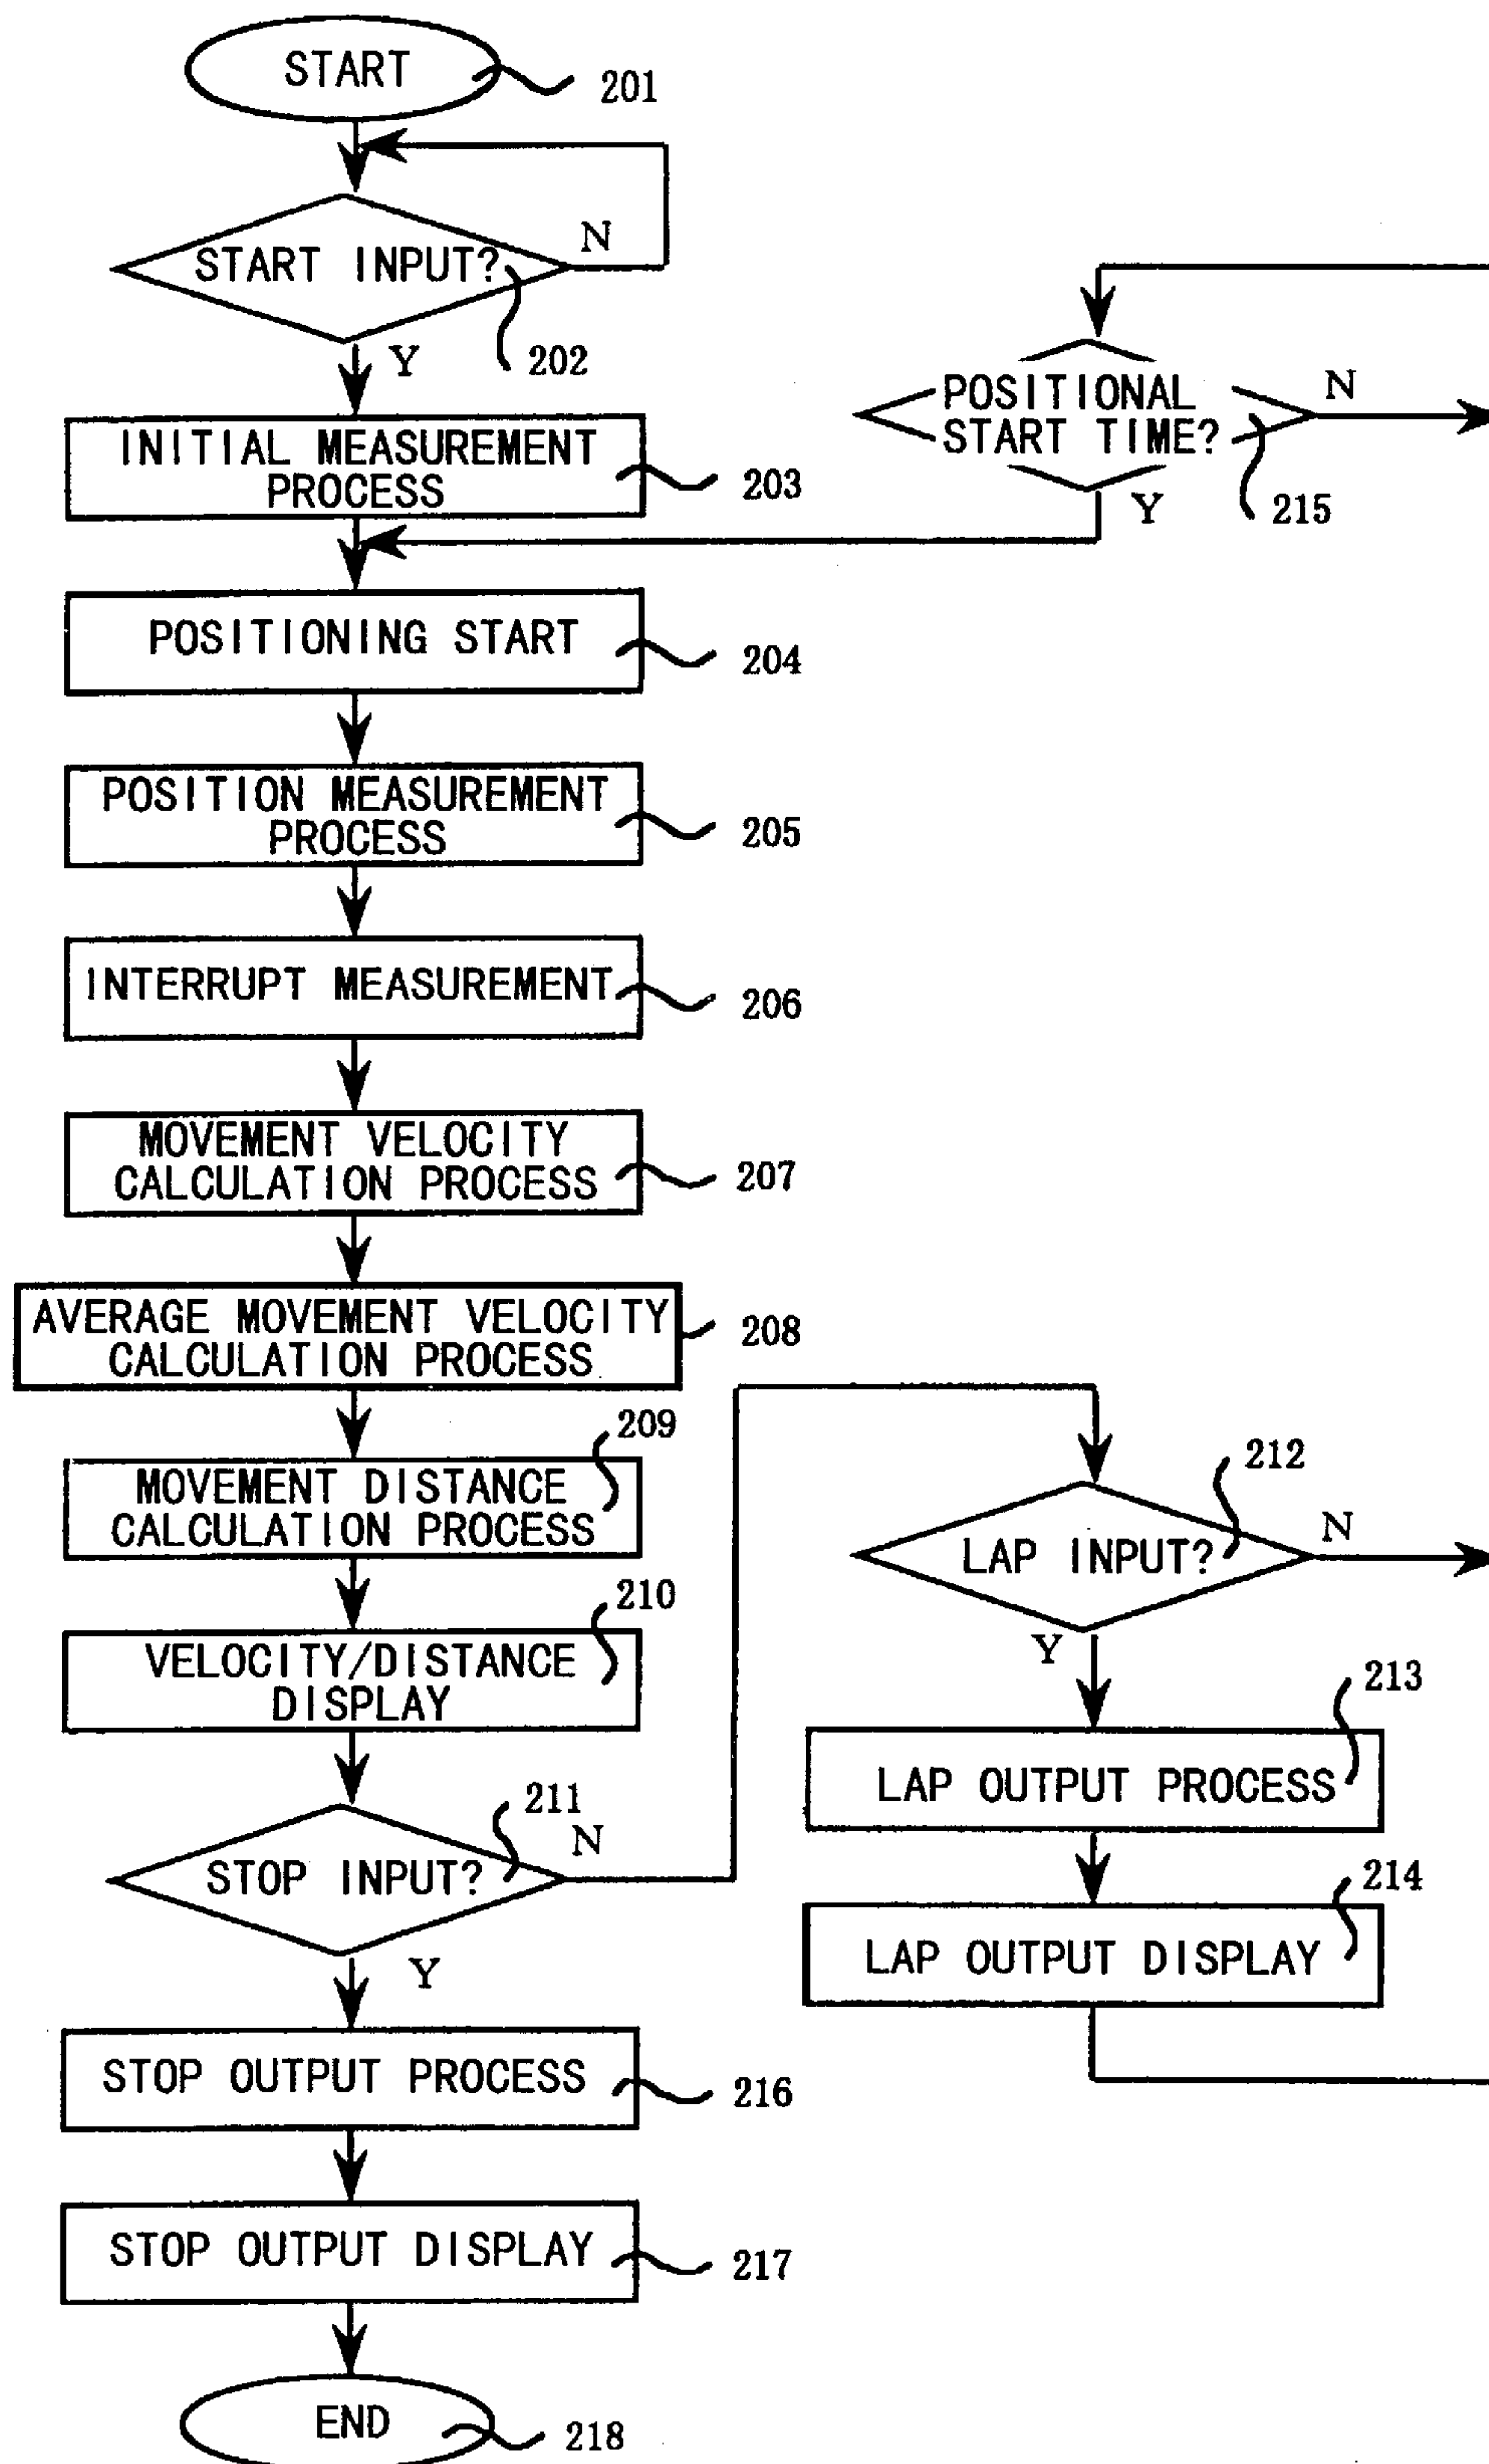 START
201
START INPUT?
N
202
Y
INITIAL MEASUREMENT
PROCESS
203
POSITIONAL
START TIME?
N
215
Y
POSITIONING START
204
POSITION MEASUREMENT
PROCESS
205
INTERRUPT MEASUREMENT
206
MOVEMENT VELOCITY
CALCULATION PROCESS
207
AVERAGE MOVEMENT VELOCITY
CALCULATION PROCESS
208
209
MOVEMENT DISTANCE
CALCULATION PROCESS
210
VELOCITY/DISTANCE
DISPLAY
211
STOP INPUT?
N
Y
212
LAP INPUT?
N
Y
213
LAP OUTPUT PROCESS
214
LAP OUTPUT DISPLAY
STOP OUTPUT PROCESS
216
STOP OUTPUT DISPLAY
217
END
218